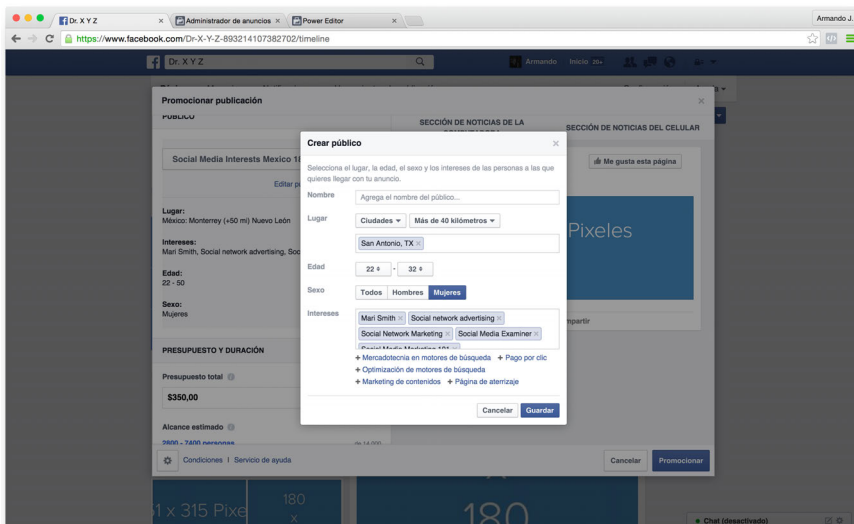 Dr. X Y Z
Administrador de anuncios
Power Editor
Armando J.
https://www.facebook.com/Dr-X-Y-Z-893214107382702/timeline
Dr. X Y Z
Armando Inicio 20+
Promocionar publicación
PÚBLICO
SECCIÓN DE NOTICIAS DE LA
SECCIÓN DE NOTICIAS DEL CELULAR
Social Media Interests Mexico
Me gusta esta página
Lugar:
México: Monterrey (+50 mi) Nuevo León
Intereses:
Mari Smith, Social network advertising,
Edad:
22 - 50
Sexo:
Mujeres
PRESUPUESTO Y DURACIÓN
Presupuesto total
$350,00
Alcance estimado
2800 - 7400 personas
de 14.000
Pixeles
Crear público
Selecciona el lugar, la edad, el sexo y los intereses de las personas a las que
quieres llegar con tu anuncio.
Nombre
Agrega el nombre del público...
Lugar
Ciudades
Más de 40 kilómetros
San Antonio, TX
Edad
22 - 32
Sexo
Todos Hombres Mujeres
Intereses
Mari Smith Social network advertising
Social Network Marketing Social Media Examiner
Social Media Marketing 101
+ Mercadotecnia en motores de búsqueda + Pago por clic
+ Optimización de motores de búsqueda
+ Marketing de contenidos + Página de aterrizaje
Cancelar Guardar
Condiciones | Servicio de ayuda
Cancelar Promocionar
x 315 Pixe
180
x
180
Chat (desactivado)